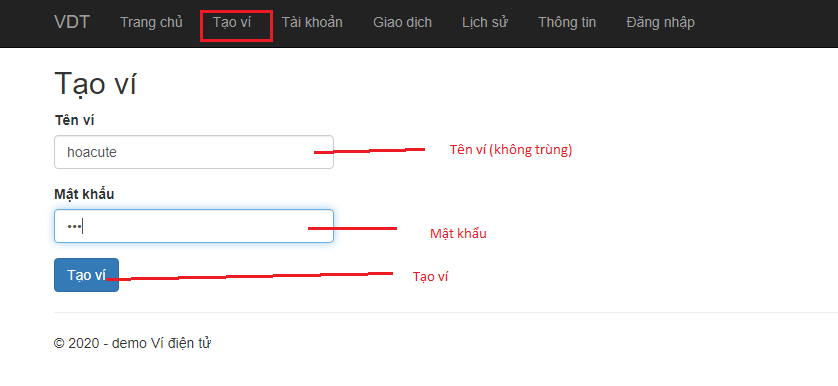 VDT Trang chủ Tạo ví Tài khoản Giao dịch Lịch sử Thông tin Đăng nhập
Tạo ví
Tên ví
hoacute Tên ví (không trùng)
Mật khẩu
••• Mật khẩu
Tạo ví Tạo ví
© 2020 - demo Ví điện tử